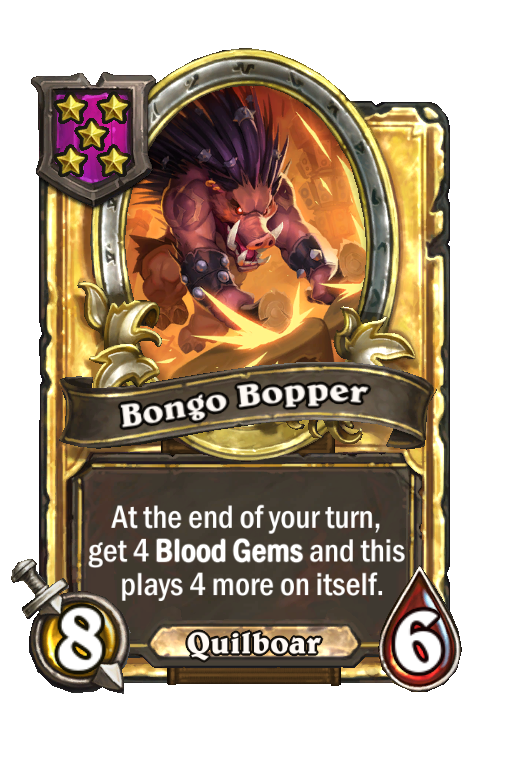 Bongo Bopper
At the end of your turn,
get 4 Blood Gems and this
plays 4 more on itself.
8
Quilboar
6